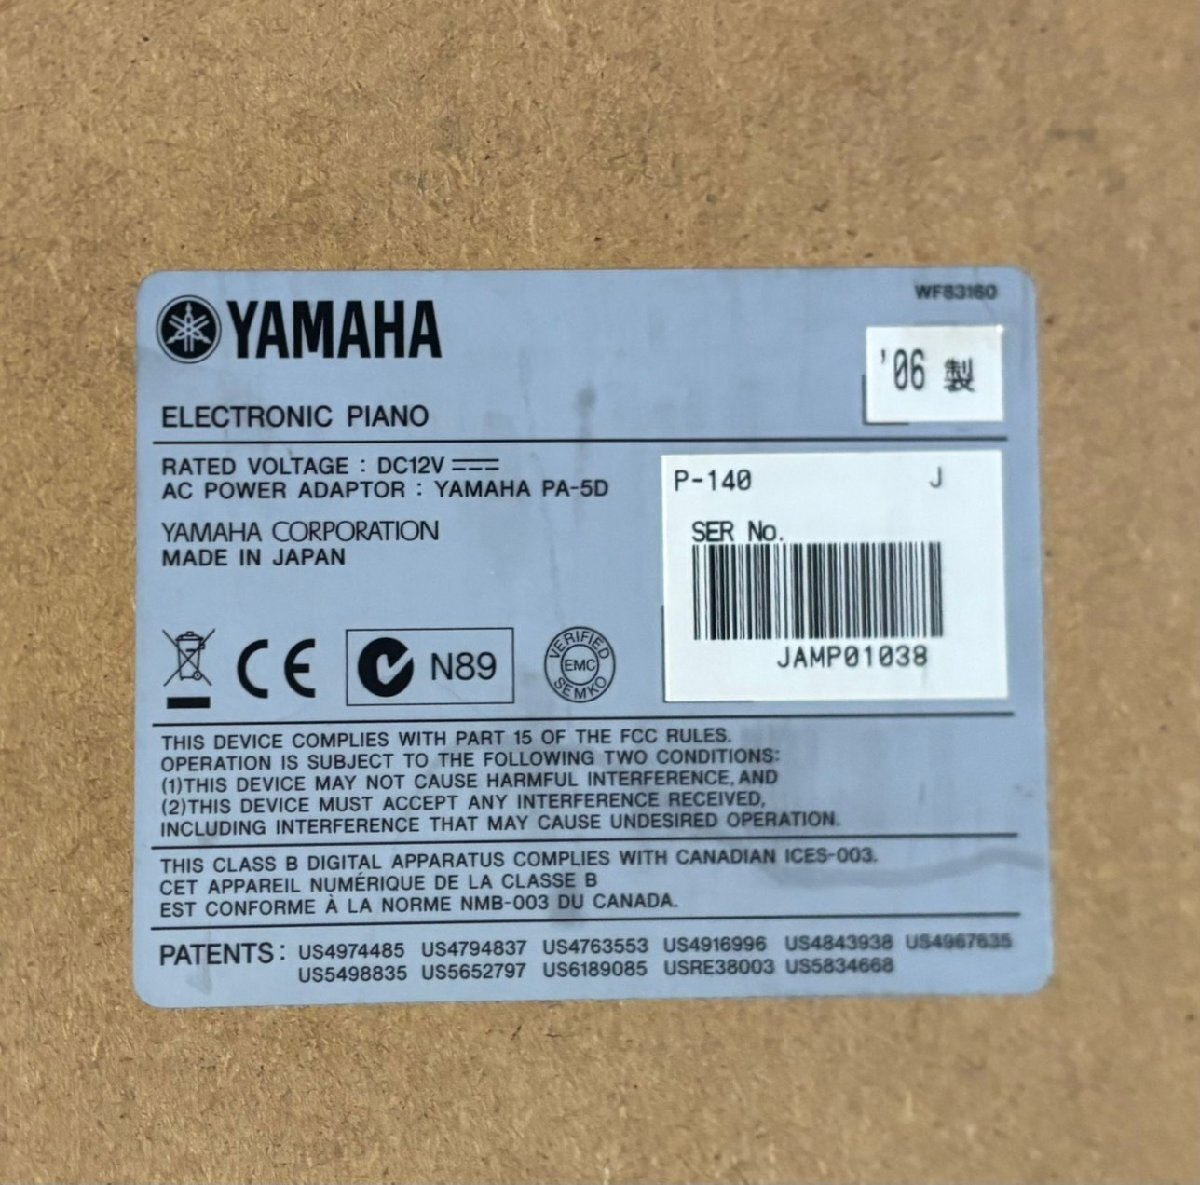 WF83160
YAMAHA
'06 製
ELECTRONIC PIANO
RATED VOLTAGE : DC12V
AC POWER ADAPTOR : YAMAHA PA-5D
YAMAHA CORPORATION
MADE IN JAPAN
P-140 J
SER No.
JAMP01038
CE
N89
VERIFIED
EMC
SEMKO
THIS DEVICE COMPLIES WITH PART 15 OF THE FCC RULES.
OPERATION IS SUBJECT TO THE FOLLOWING TWO CONDITIONS:
(1)THIS DEVICE MAY NOT CAUSE HARMFUL INTERFERENCE, AND
(2)THIS DEVICE MUST ACCEPT ANY INTERFERENCE RECEIVED,
INCLUDING INTERFERENCE THAT MAY CAUSE UNDESIRED OPERATION.
THIS CLASS B DIGITAL APPARATUS COMPLIES WITH CANADIAN ICES-003.
CET APPAREIL NUMÉRIQUE DE LA CLASSE B
EST CONFORME À LA NORME NMB-003 DU CANADA.
PATENTS: US4974485 US4794837 US4763553 US4916996 US4843938 US4967635
US5498835 US5652797 US6189085 USRE38003 US5834668